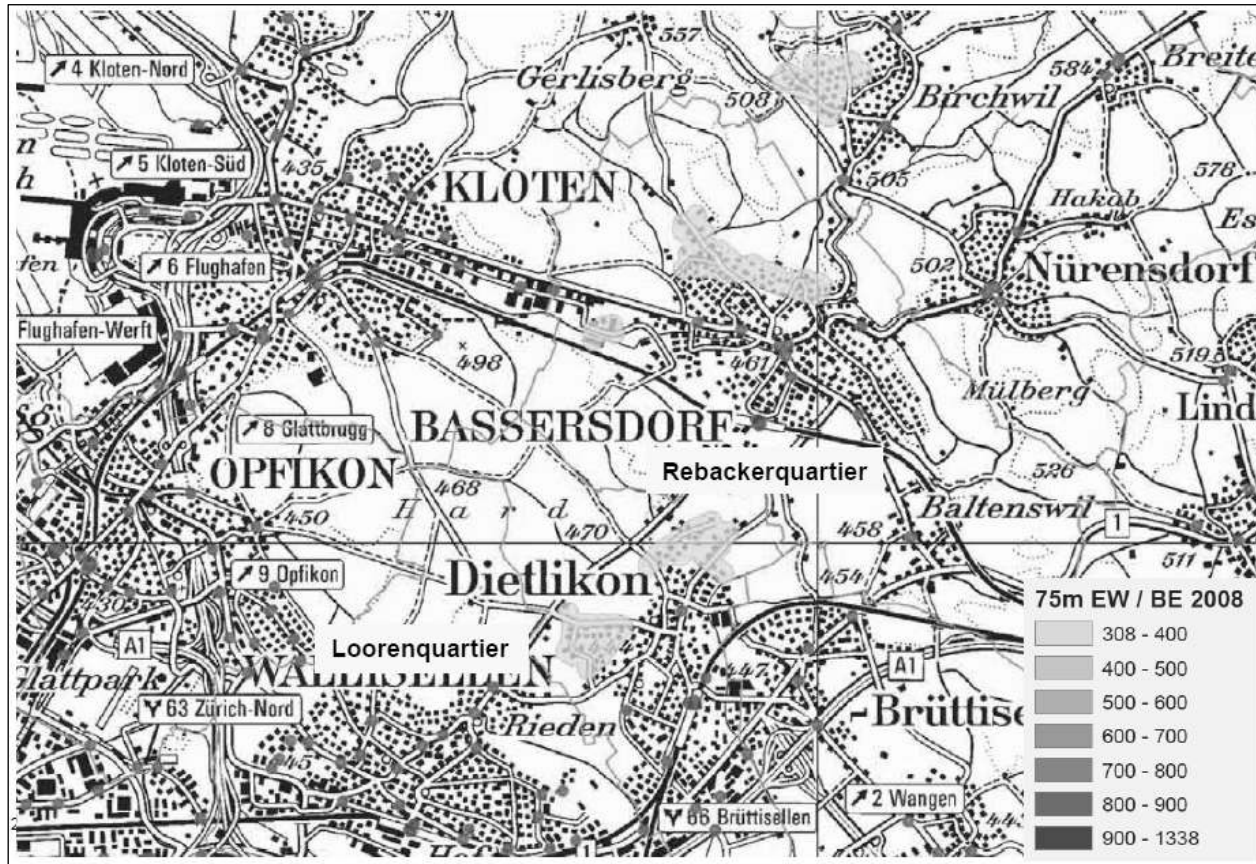 557
4 Kloten-Nord
Gerlisberg
584
Breite
508
Birchwil
5 Kloten-Süd
435
KLOTEN
505
578
Hakab
Es
6 Flughafen
502
Nürensdorf
Flughafen-Werft
498
461
519
Mülberg
Lind
8 Glattbrugg
BASSERSDORF
OPFIKON
Rebackerquartier
526
468
Hard
Baltenswil
1
450
470
458
511
9 Opfikon
Dietlikon
454
430
75m EW / BE 2008
308 - 400
A1
Loorenquartier
400 - 500
447
A1
Glattpark
WALLISELLEN
500 - 600
63 Zürich-Nord
Rieden
Brüttise
600 - 700
700 - 800
2 Wangen
800 - 900
66 Brüttisellen
900 - 1338
1